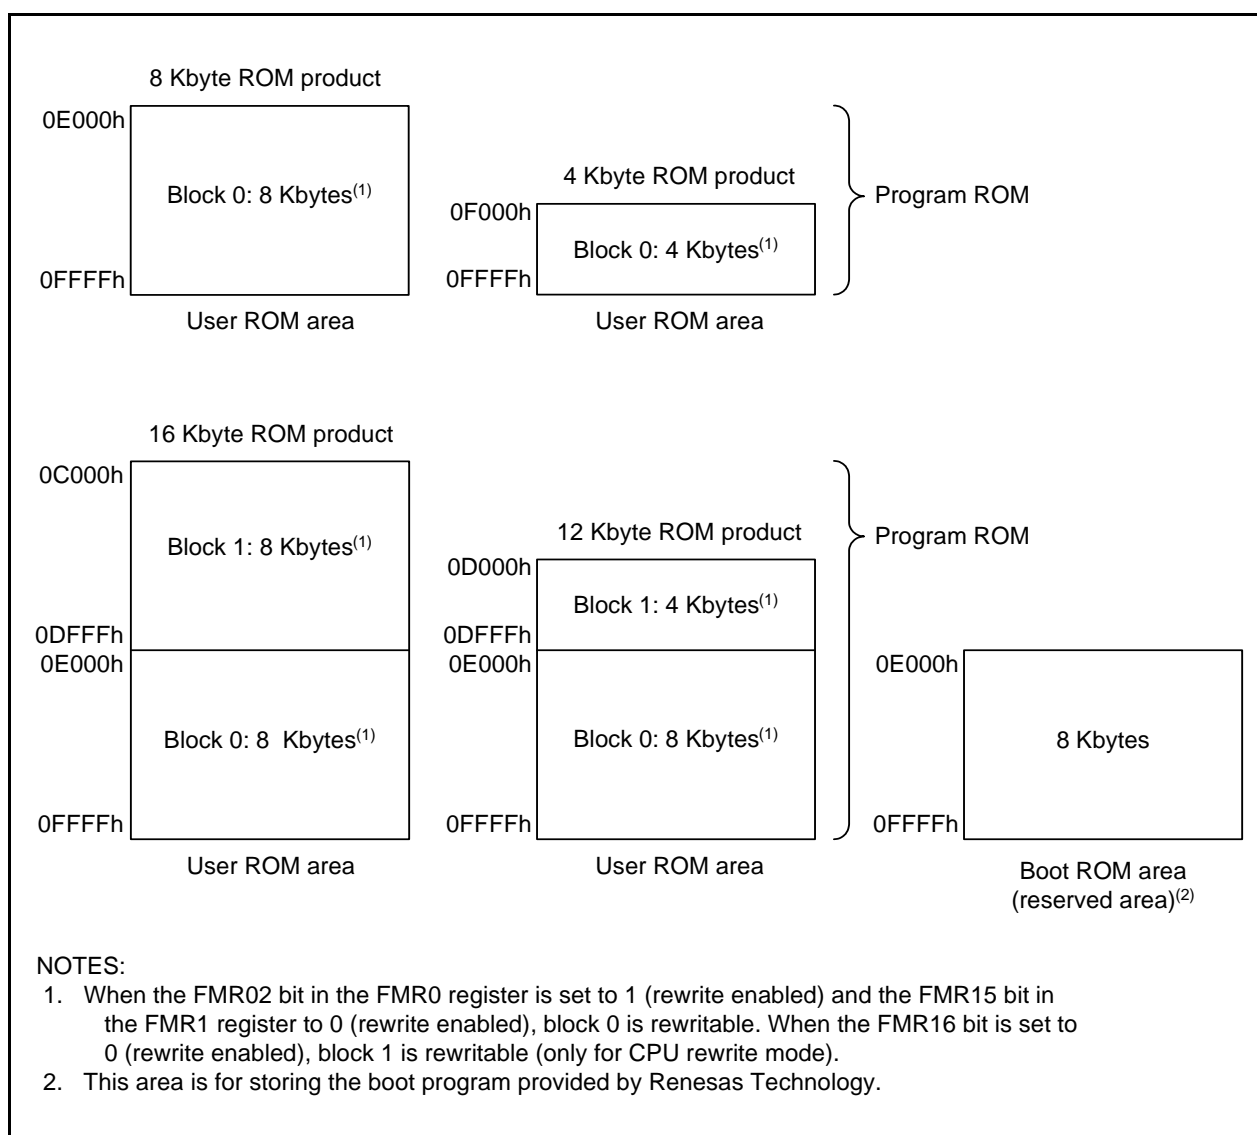 8 Kbyte ROM product
0E000h
Block 0: 8 Kbytes(1)
0FFFFh
User ROM area
4 Kbyte ROM product
0F000h
Block 0: 4 Kbytes(1)
0FFFFh
User ROM area
Program ROM
16 Kbyte ROM product
0C000h
Block 1: 8 Kbytes(1)
0DFFFh
0E000h
Block 0: 8 Kbytes(1)
0FFFFh
User ROM area
12 Kbyte ROM product
0D000h
Block 1: 4 Kbytes(1)
0DFFFh
0E000h
Block 0: 8 Kbytes(1)
0FFFFh
User ROM area
Program ROM
0E000h
8 Kbytes
0FFFFh
Boot ROM area
(reserved area)(2)
NOTES:
1. When the FMR02 bit in the FMR0 register is set to 1 (rewrite enabled) and the FMR15 bit in
the FMR1 register to 0 (rewrite enabled), block 0 is rewritable. When the FMR16 bit is set to
0 (rewrite enabled), block 1 is rewritable (only for CPU rewrite mode).
2. This area is for storing the boot program provided by Renesas Technology.